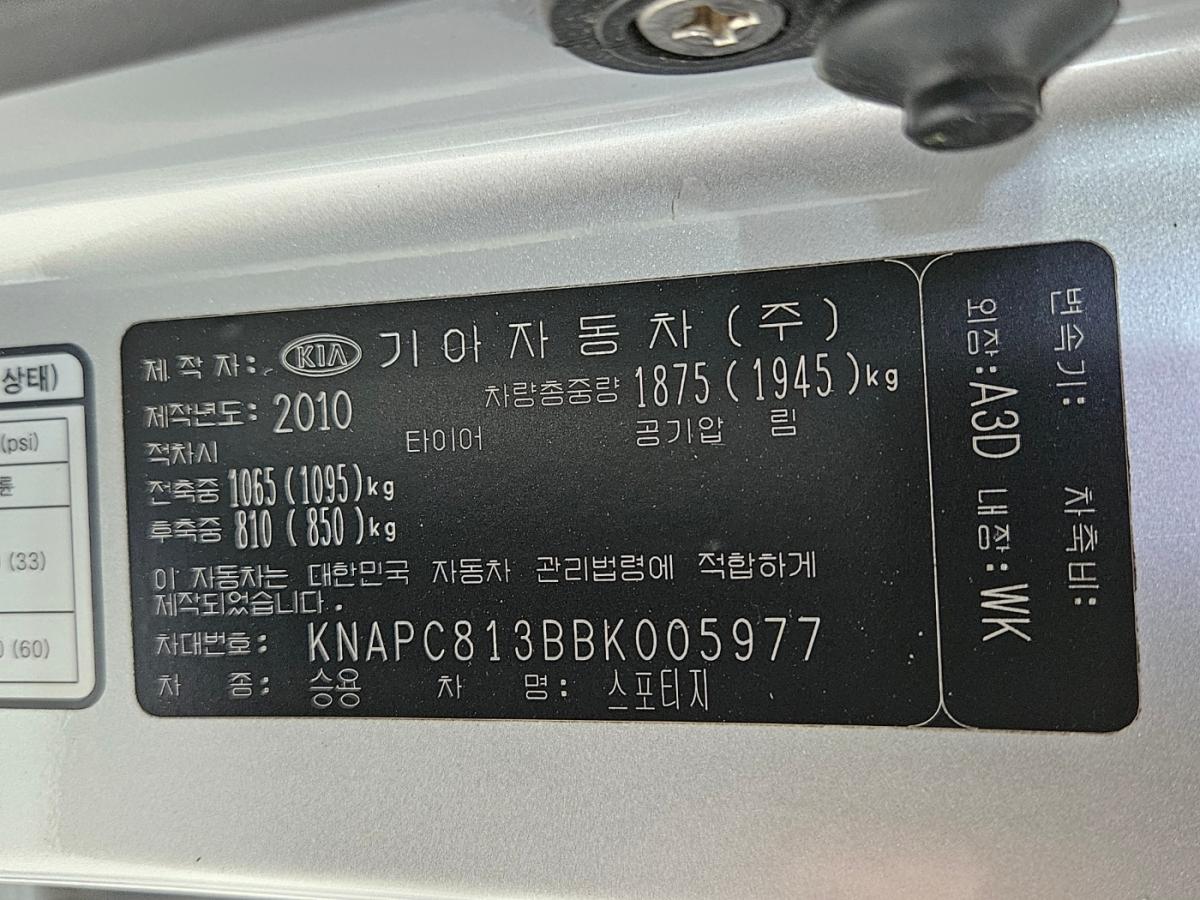 상태)
(psi)
(33)
(60)
제작자: KIA 기아자동차(주)
제작년도: 2010 차량총중량 1875(1945)kg
적차시 타이어 공기압 림
전축중 1065(1095)kg
후축중 810(850)kg
이 자동차는 대한민국 자동차 관리법령에 적합하게
제작되었습니다.
차대번호: KNAPC813BBK005977
차 종: 승용 차 명: 스포티지
변속기: 차축비:
외장:A3D 내장:WK